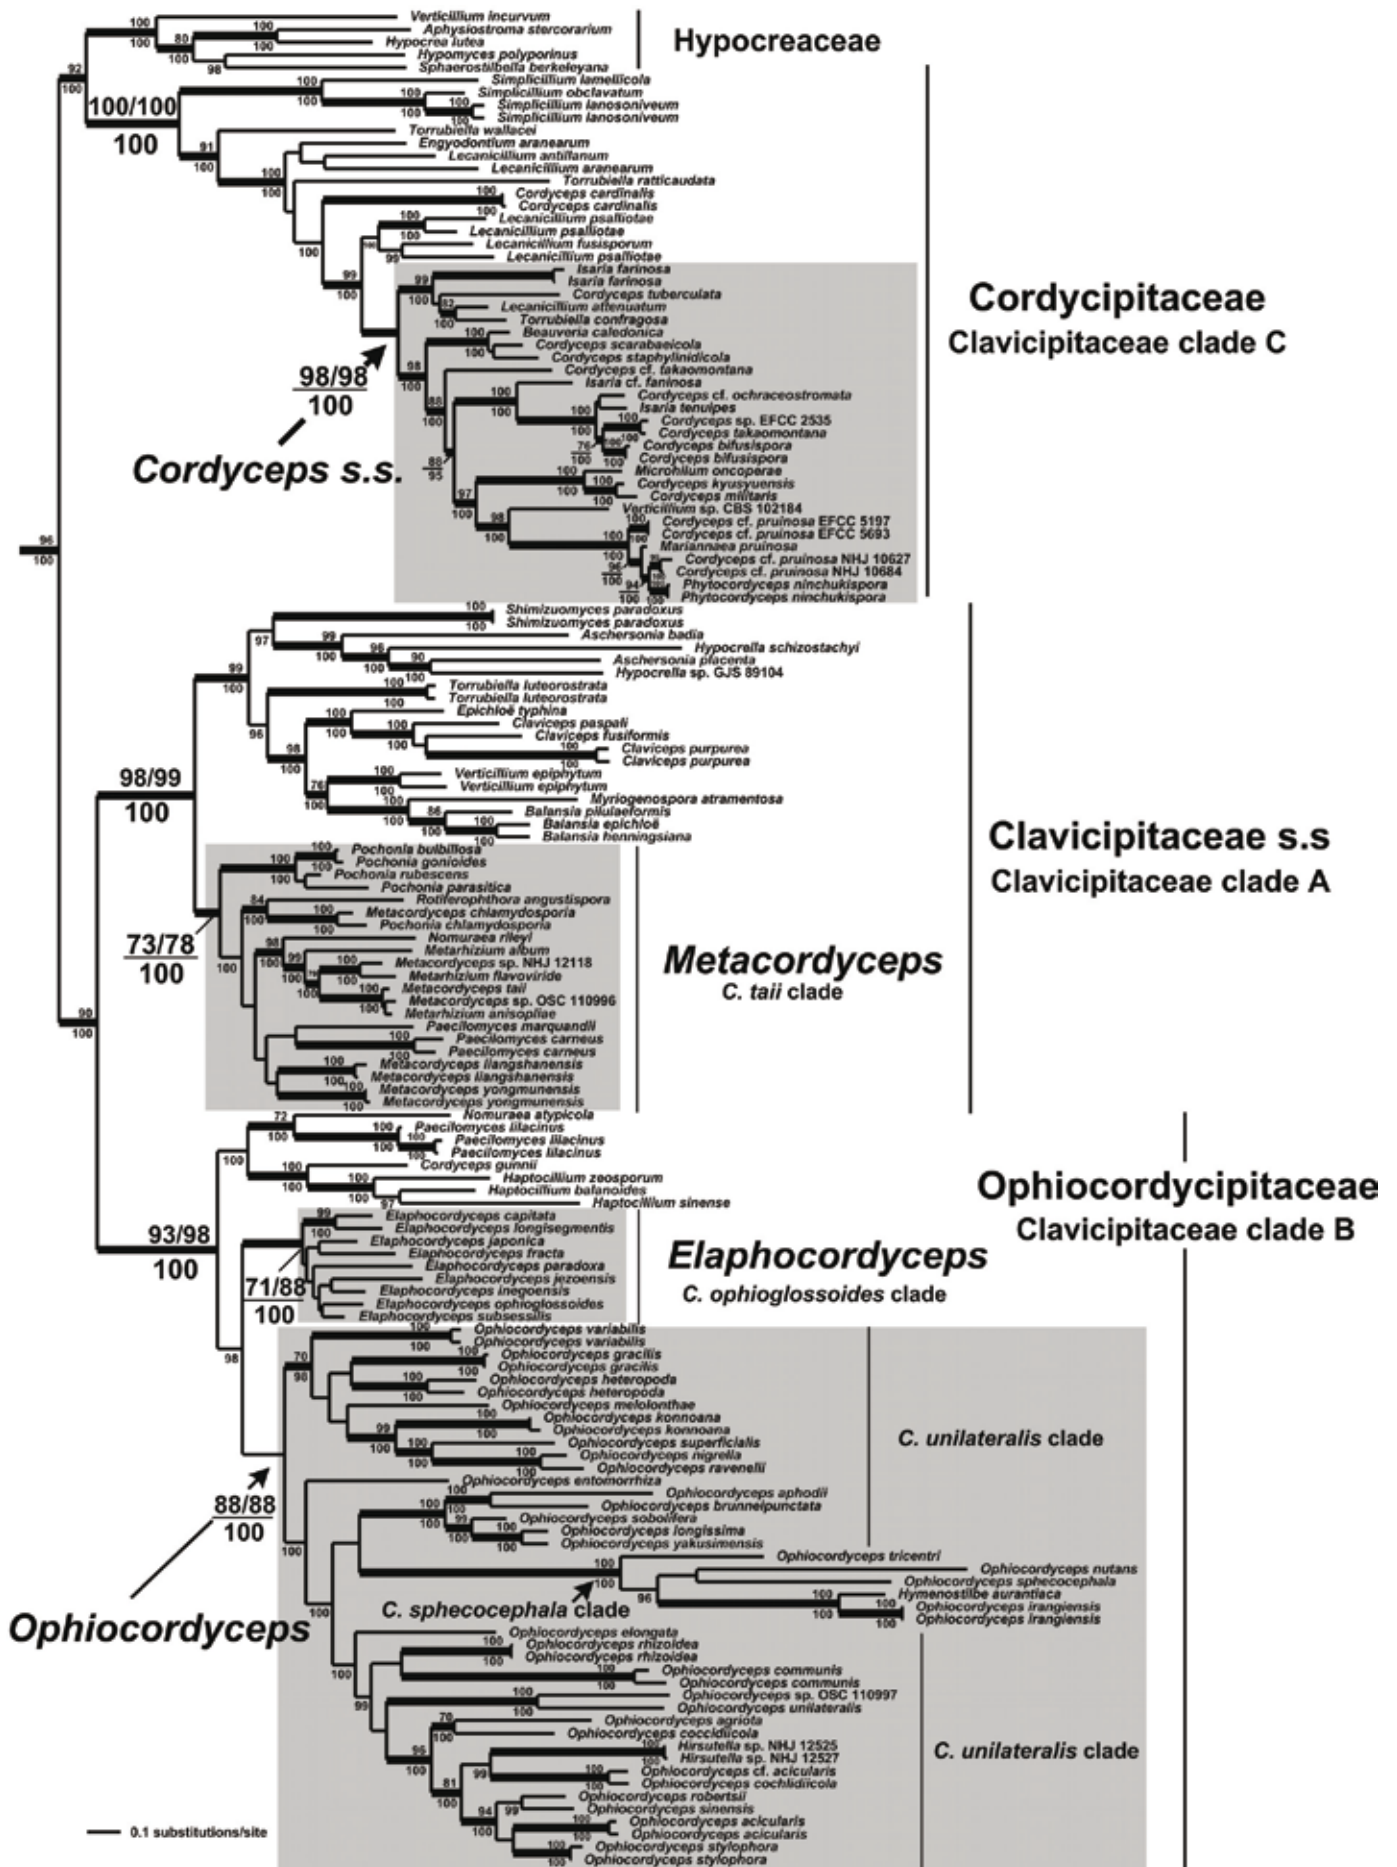 Verticillium incurvum
Aphysiostroma stercorarium
Hypocrea lutea
Hypomyces polyporinus
Sphaerostilbella berkeleyana
Hypocreaceae
Simplicillium lamellicola
Simplicillium obclavatum
Simplicillium lanosoniveum
Simplicillium lanosoniveum
100/100
100
Torrubiella wallacei
Engyodontium aranearum
Lecanicillium antillanum
Lecanicillium aranearum
Torrubiella ratticaudata
Cordyceps cardinalis
Cordyceps cardinalis
Lecanicillium psalliotae
Lecanicillium psalliotae
Lecanicillium fusisporum
Lecanicillium psalliotae
Isaria farinosa
Isaria farinosa
Cordyceps tuberculata
Lecanicillium attenuatum
Torrubiella confragosa
Beauveria caledonica
Cordyceps scarabaeicola
Cordyceps staphylinidicola
Cordyceps cf. takaomontana
Isaria cf. farinosa
Cordyceps cf. ochraceostromata
Isaria tenuipes
Cordyceps sp. EFCC 2535
Cordyceps takaomontana
Cordyceps bifusispora
Cordyceps bifusispora
Microhilum oncoperae
Cordyceps kyusyuensis
Cordyceps militaris
Verticillium sp. CBS 102184
Cordyceps cf. pruinosa EFCC 5197
Cordyceps cf. pruinosa EFCC 5693
Mariannaea pruinosa
Cordyceps cf. pruinosa NHJ 10627
Cordyceps cf. pruinosa NHJ 10684
Phytocordyceps ninchukispora
Phytocordyceps ninchukispora
Cordycipitaceae
Clavicipitaceae clade C
98/98
100
Cordyceps s.s.
Shimizuomyces paradoxus
Shimizuomyces paradoxus
Aschersonia badia
Hypocrella schizostachyi
Aschersonia placenta
Hypocrella sp. GJS 89104
Torrubiella luteorostrata
Torrubiella luteorostrata
Epichloë typhina
Claviceps paspali
Claviceps fusiformis
Claviceps purpurea
Claviceps purpurea
Verticillium epiphytum
Verticillium epiphytum
Myriogenospora atramentosa
Balansia pilulaeformis
Balansia epichloë
Balansia henningsiana
98/99
100
Clavicipitaceae s.s
Clavicipitaceae clade A
Pochonia bulbillosa
Pochonia gonioides
Pochonia rubescens
Pochonia parasitica
Rotiferophthora angustispora
Metacordyceps chlamydosporia
Pochonia chlamydosporia
Nomuraea rileyi
Metarhizium album
Metacordyceps sp. NHJ 12118
Metarhizium flavoviride
Metacordyceps taii
Metacordyceps sp. OSC 110996
Metarhizium anisopliae
Paecilomyces marquandii
Paecilomyces carneus
Paecilomyces carneus
Metacordyceps liangshanensis
Metacordyceps liangshanensis
Metacordyceps yongmunensis
Metacordyceps yongmunensis
73/78
100
Metacordyceps
C. taii clade
Nomuraea atypicola
Paecilomyces lilacinus
Paecilomyces lilacinus
Paecilomyces lilacinus
Cordyceps gunnii
Haptocillium zeosporum
Haptocillium balanoides
Haptocillium sinense
Ophiocordycipitaceae
Clavicipitaceae clade B
93/98
100
Elaphocordyceps capitata
Elaphocordyceps longisegmentis
Elaphocordyceps japonica
Elaphocordyceps fracta
Elaphocordyceps paradoxa
Elaphocordyceps jezoensis
Elaphocordyceps inegoensis
Elaphocordyceps ophioglossoides
Elaphocordyceps subsessilis
71/88
100
Elaphocordyceps
C. ophioglossoides clade
Ophiocordyceps variabilis
Ophiocordyceps variabilis
Ophiocordyceps gracilis
Ophiocordyceps gracilis
Ophiocordyceps heteropoda
Ophiocordyceps heteropoda
Ophiocordyceps melolonthae
Ophiocordyceps konnoana
Ophiocordyceps konnoana
Ophiocordyceps superficialis
Ophiocordyceps nigrella
Ophiocordyceps ravenelii
Ophiocordyceps entomorrhiza
Ophiocordyceps aphodii
Ophiocordyceps brunneipunctata
Ophiocordyceps sobolifera
Ophiocordyceps longissima
Ophiocordyceps yakusimensis
C. unilateralis clade
88/88
100
Ophiocordyceps
Ophiocordyceps tricentri
Ophiocordyceps nutans
Ophiocordyceps sphecocephala
Hymenostilbe aurantiaca
Ophiocordyceps irangiensis
Ophiocordyceps irangiensis
C. sphecocephala clade
Ophiocordyceps elongata
Ophiocordyceps rhizoidea
Ophiocordyceps rhizoidea
Ophiocordyceps communis
Ophiocordyceps communis
Ophiocordyceps sp. OSC 110997
Ophiocordyceps unilateralis
Ophiocordyceps agriota
Ophiocordyceps coccidiicola
Hirsutella sp. NHJ 12525
Hirsutella sp. NHJ 12527
Ophiocordyceps cf. acicularis
Ophiocordyceps cochlidiicola
Ophiocordyceps robertsii
Ophiocordyceps sinensis
Ophiocordyceps acicularis
Ophiocordyceps acicularis
Ophiocordyceps stylophora
Ophiocordyceps stylophora
C. unilateralis clade
0.1 substitutions/site